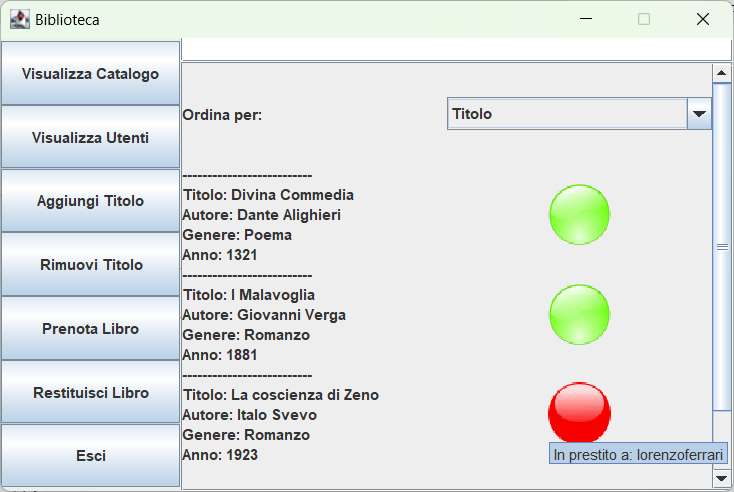 Biblioteca
Visualizza Catalogo
Visualizza Utenti
Aggiungi Titolo
Rimuovi Titolo
Prenota Libro
Restituisci Libro
Esci
Ordina per:
Titolo
--------------------------
Titolo: Divina Commedia
Autore: Dante Alighieri
Genere: Poema
Anno: 1321
--------------------------
Titolo: I Malavoglia
Autore: Giovanni Verga
Genere: Romanzo
Anno: 1881
--------------------------
Titolo: La coscienza di Zeno
Autore: Italo Svevo
Genere: Romanzo
Anno: 1923
In prestito a: lorenzoferrari